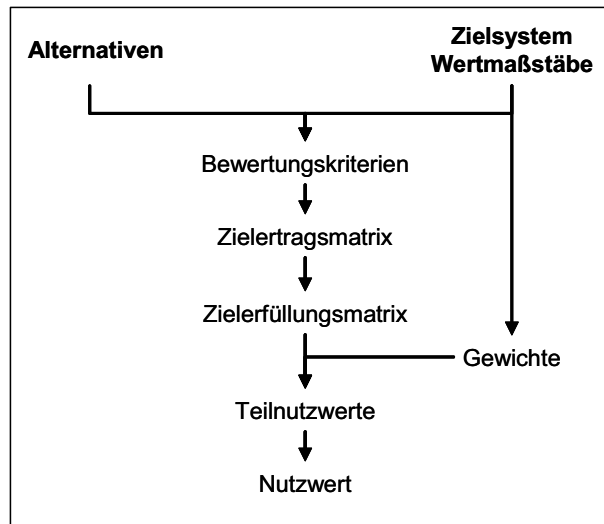 Alternativen
Zielsystem
Wertmaßstäbe
Bewertungskriterien
Zielertragsmatrix
Zielerfüllungsmatrix
Gewichte
Teilnutzwerte
Nutzwert